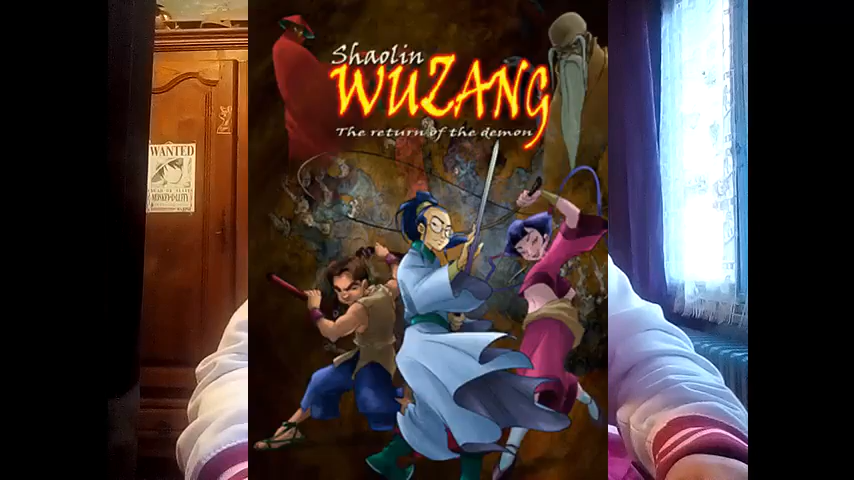 Shaolin
WUZANG
The return of the demon
WANTED